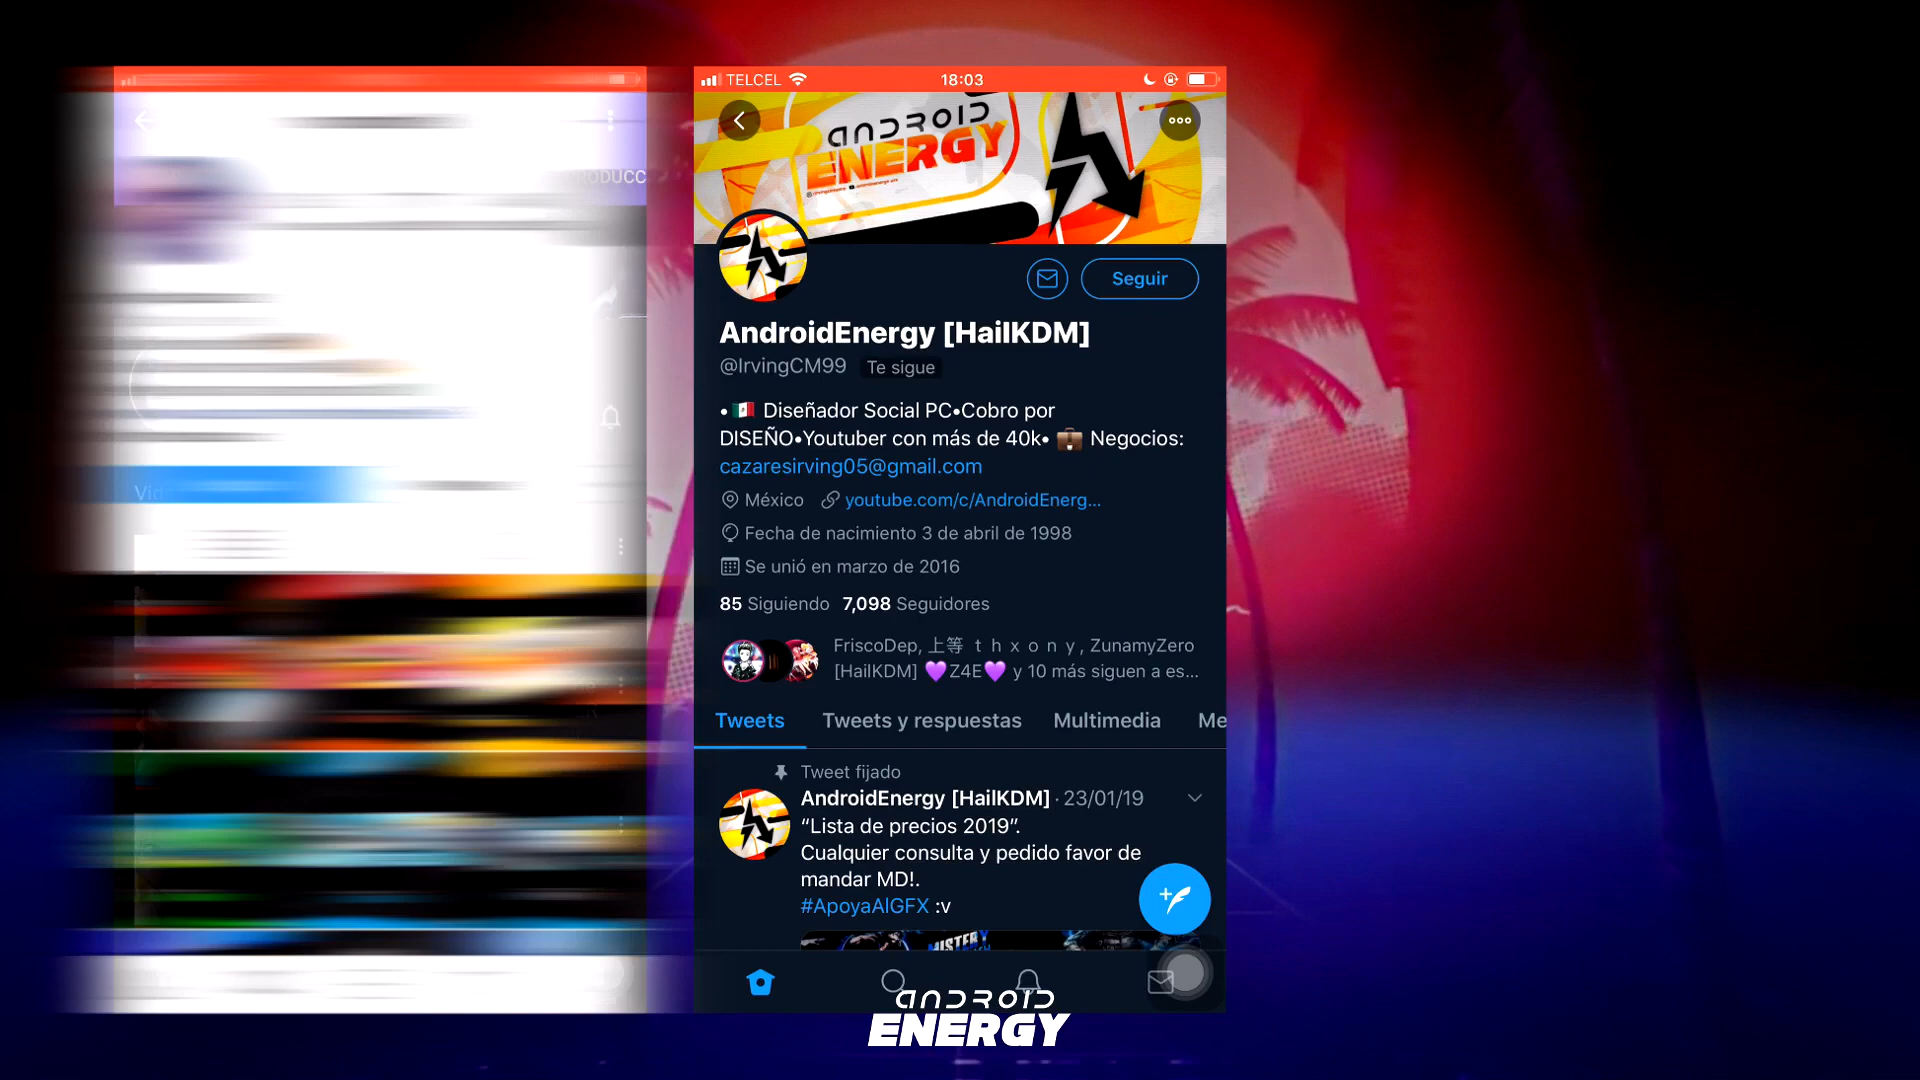 RODUCC
Vid
TELCEL 18:03
ANDROID
ENERGY
Seguir
AndroidEnergy [HailKDM]
@IrvingCM99 Te sigue
•🇲🇽 Diseñador Social PC•Cobro por
DISEÑO•Youtuber con más de 40k• 💼 Negocios:
cazaresirving05@gmail.com
México youtube.com/c/AndroidEnerg...
Fecha de nacimiento 3 de abril de 1998
Se unió en marzo de 2016
85 Siguiendo 7,098 Seguidores
FriscoDep, 上等 ｔｈｘｏｎｙ, ZunamyZero
[HailKDM] 💜Z4E💜 y 10 más siguen a es...
Tweets Tweets y respuestas Multimedia Me
Tweet fijado
AndroidEnergy [HailKDM] · 23/01/19
“Lista de precios 2019”.
Cualquier consulta y pedido favor de
mandar MD!.
#ApoyaAlGFX :v
MISTERY
ANDROID
ENERGY